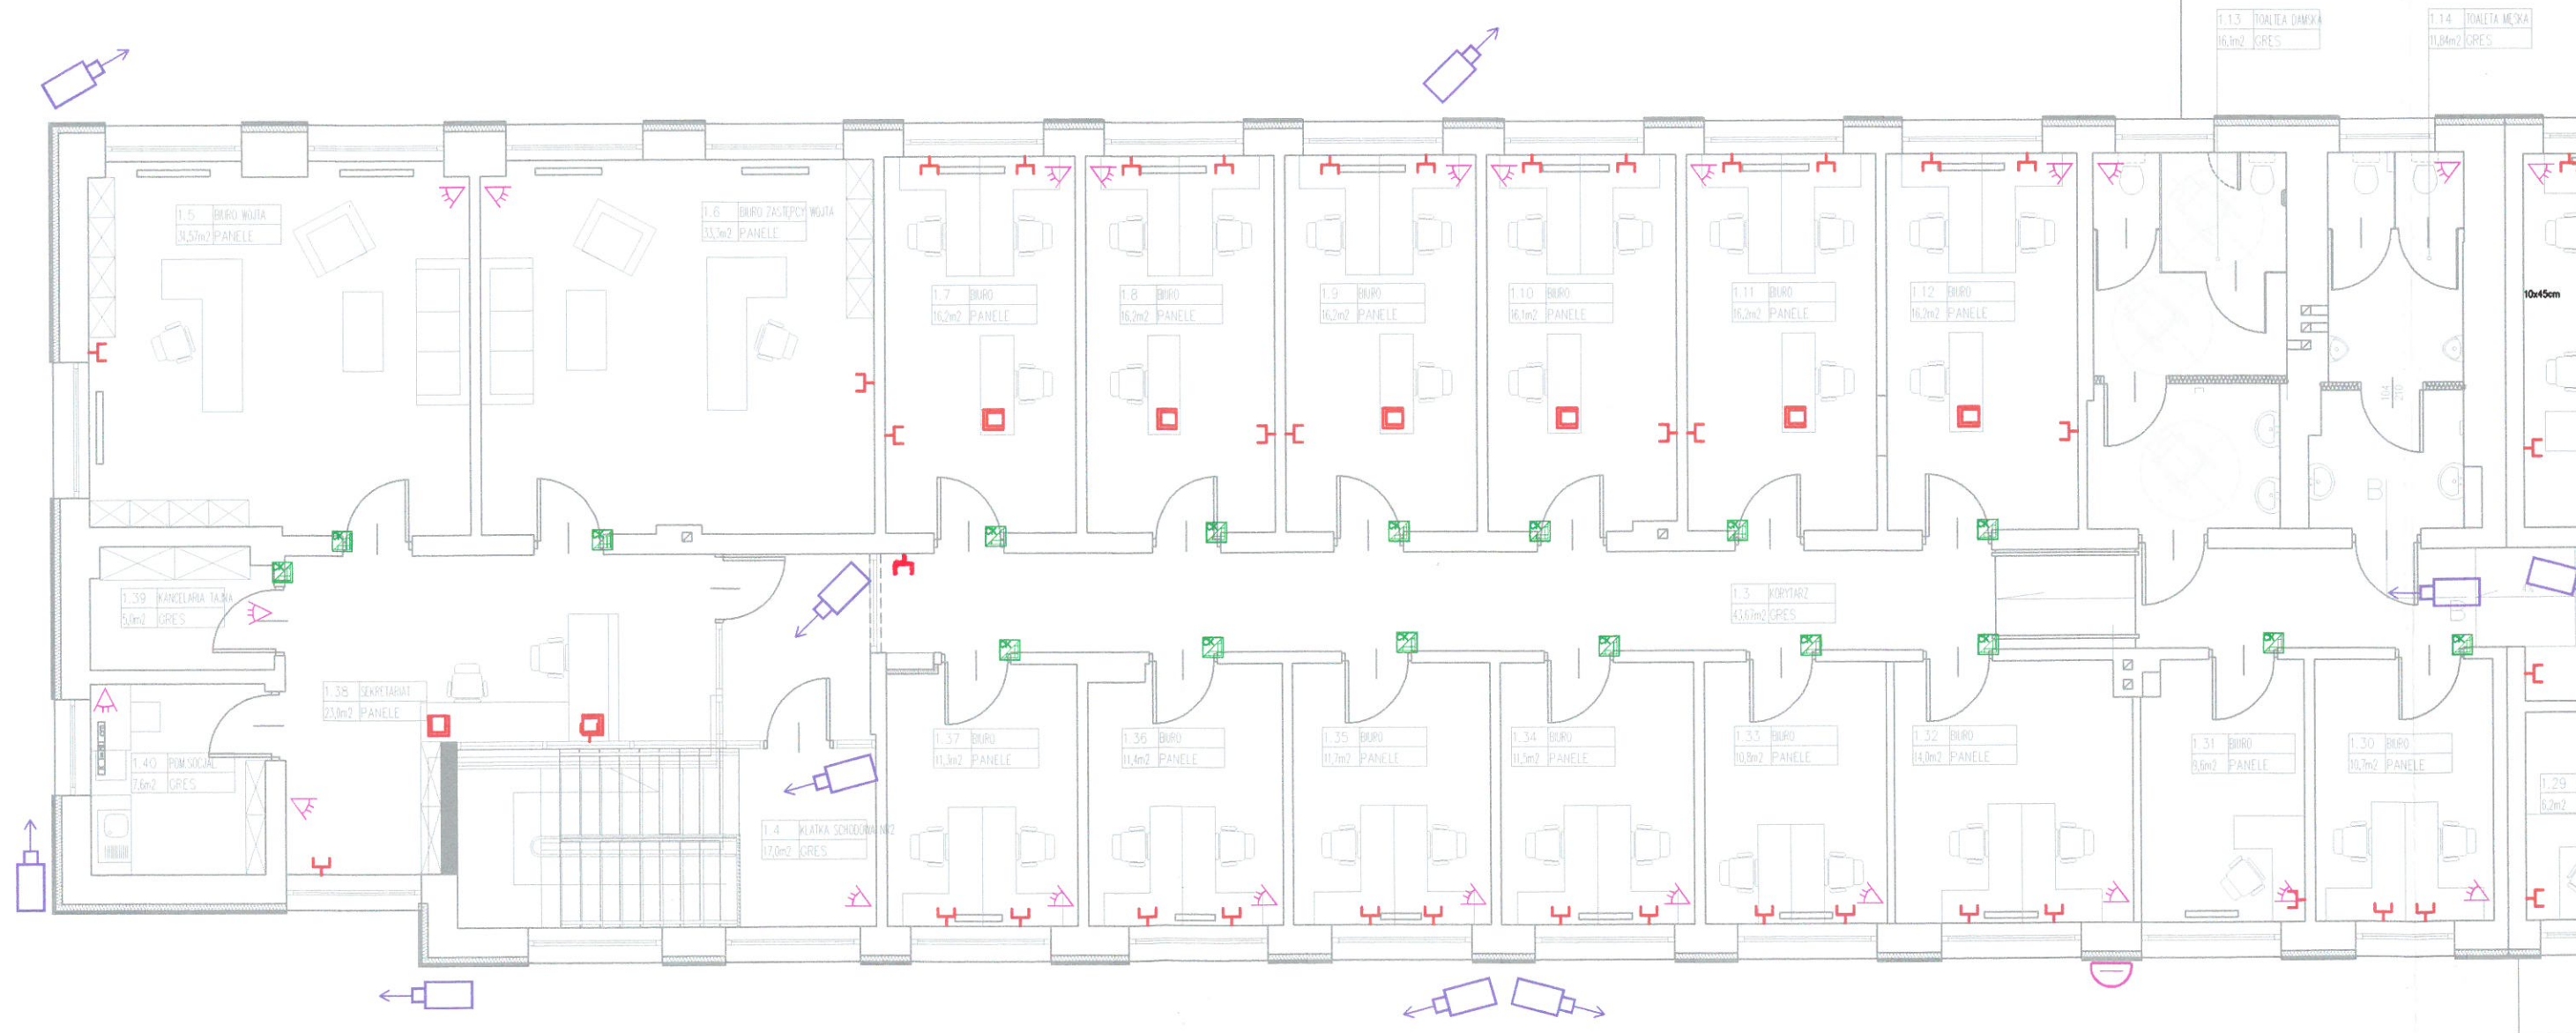 1.13 TOALTEA DAMSKA
16,1m2 GRES
1.14 TOALETA MĘSKA
11,84m2 GRES
1.5 BIURO WÓJTA
34,57m2 PANELE
1.6 BIURO ZASTĘPCY WÓJTA
33,3m2 PANELE
1.7 BIURO
16,2m2 PANELE
1.8 BIURO
16,2m2 PANELE
1.9 BIURO
16,2m2 PANELE
1.10 BIURO
16,1m2 PANELE
1.11 BIURO
16,2m2 PANELE
1.12 BIURO
16,2m2 PANELE
10x45cm
1.39 KANCELARIA TAJNA
5,0m2 GRES
1.3 KORYTARZ
43,67m2 GRES
1.38 SEKRETARIAT
23,9m2 PANELE
1.40 POM.SOCJAL.
7,6m2 GRES
1.4 KLATKA SCHODOWA NR2
17,0m2 GRES
1.37 BIURO
11,3m2 PANELE
1.36 BIURO
11,4m2 PANELE
1.35 BIURO
11,7m2 PANELE
1.34 BIURO
11,5m2 PANELE
1.33 BIURO
10,8m2 PANELE
1.32 BIURO
14,0m2 PANELE
1.31 BIURO
9,6m2 PANELE
1.30 BIURO
10,7m2 PANELE
1.29
6,2m2